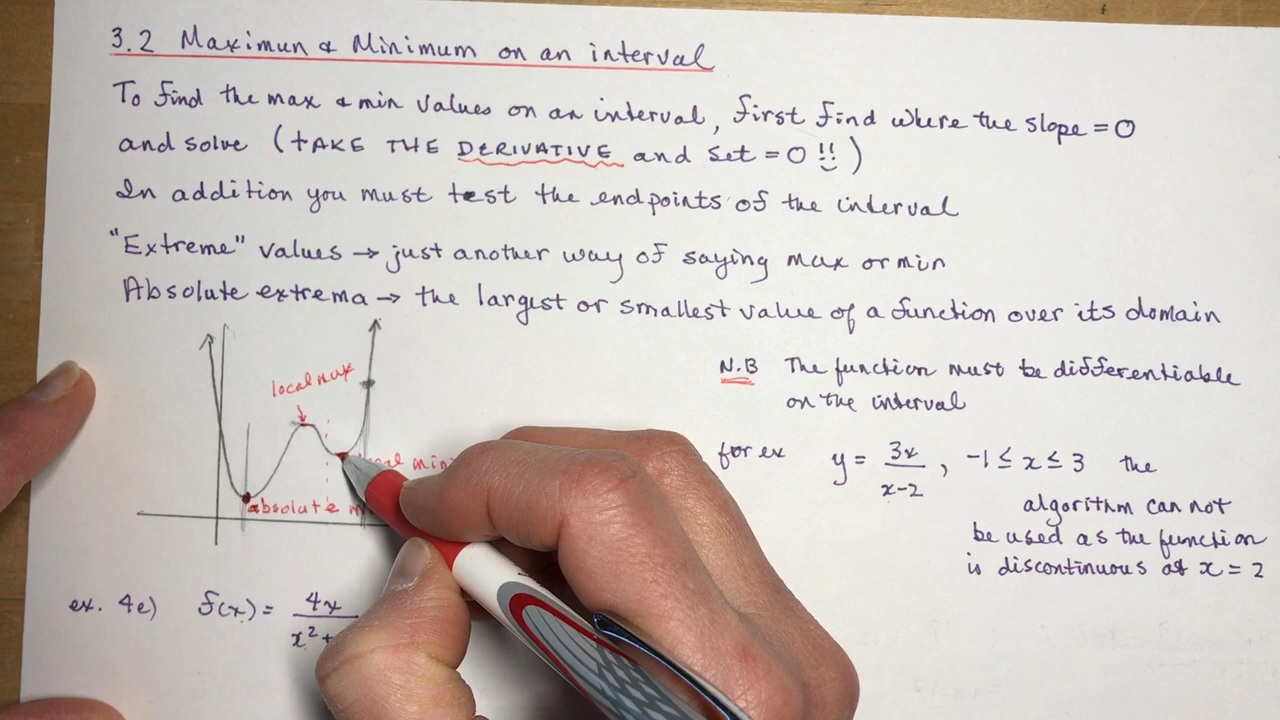 3.2 Maximun & Minimum on an interval
To find the max & min values on an interval, first find where the slope = 0
and solve (TAKE THE DERIVATIVE and set = 0 !!)
In addition you must test the endpoints of the interval
"Extreme" values → just another way of saying max or min
Absolute extrema → the largest or smallest value of a function over its domain
local max
absolute
N.B The function must be differentiable
on the interval
for ex y = 3x/x-2 , -1 ≤ x ≤ 3 the
algorithm can not
be used as the function
is discontinuous at x = 2
ex. 4e) f(x) = 4x/x² +